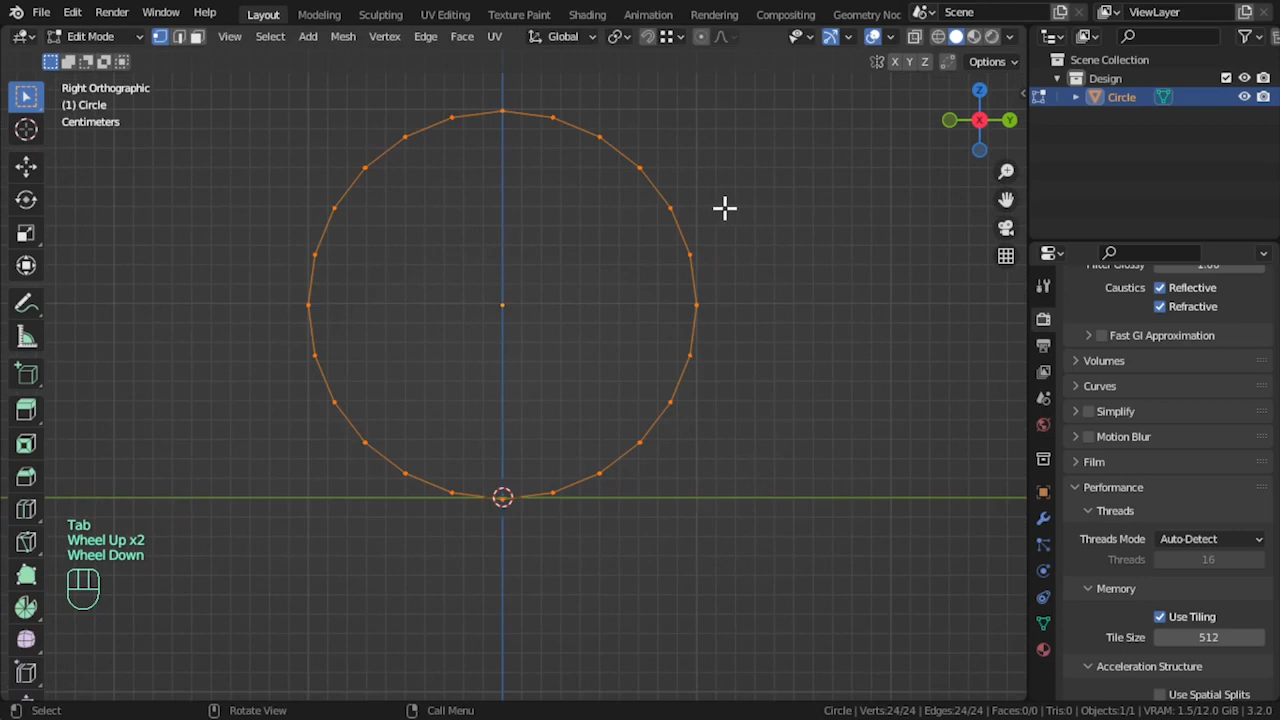 File Edit Render Window Help Layout Modeling Sculpting UV Editing Texture Paint Shading Animation Rendering Compositing Geometry Noc Scene ViewLayer
Edit Mode View Select Add Mesh Vertex Edge Face UV Global
X Y Z Options
Right Orthographic
(1) Circle
Centimeters
Z
X
Y
Scene Collection
Design
Circle
Filter Glossy 1.00
Caustics Reflective
Refractive
Fast GI Approximation
Volumes
Curves
Simplify
Motion Blur
Film
Performance
Threads
Threads Mode Auto-Detect
Threads 16
Memory
Use Tiling
Tile Size 512
Acceleration Structure
Use Spatial Splits
Tab
Wheel Up x2
Wheel Down
Select Rotate View Call Menu Circle | Verts:24/24 | Edges:24/24 | Faces:0/0 | Tris:0 | Objects:1/1 | VRAM: 1.5/12.0 GiB | 3.2.0